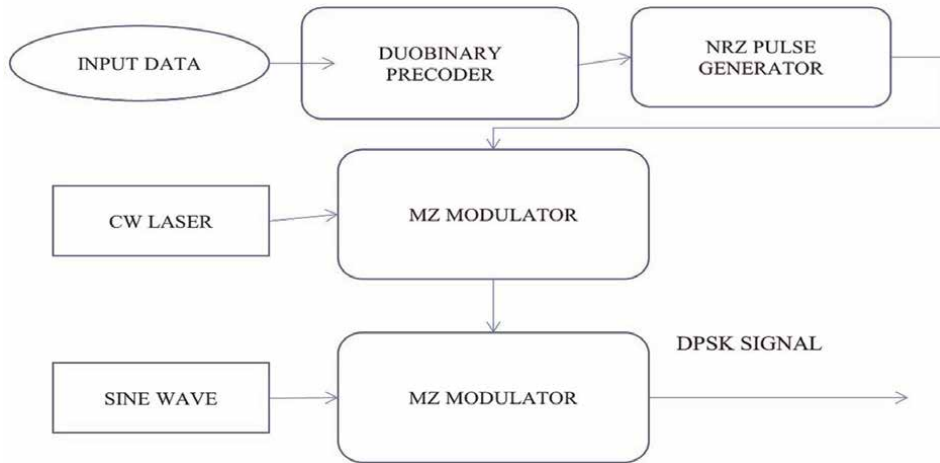 INPUT DATA
DUOBINARY
PRECODER
NRZ PULSE
GENERATOR
CW LASER
MZ MODULATOR
DPSK SIGNAL
SINE WAVE
MZ MODULATOR